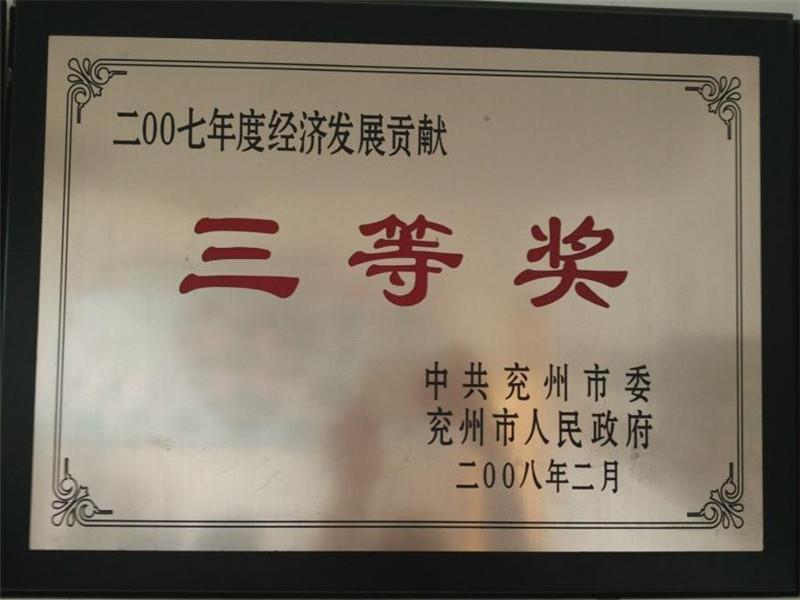 二00七年度经济发展贡献
三等奖
中共兖州市委
兖州市人民政府
二00八年二月